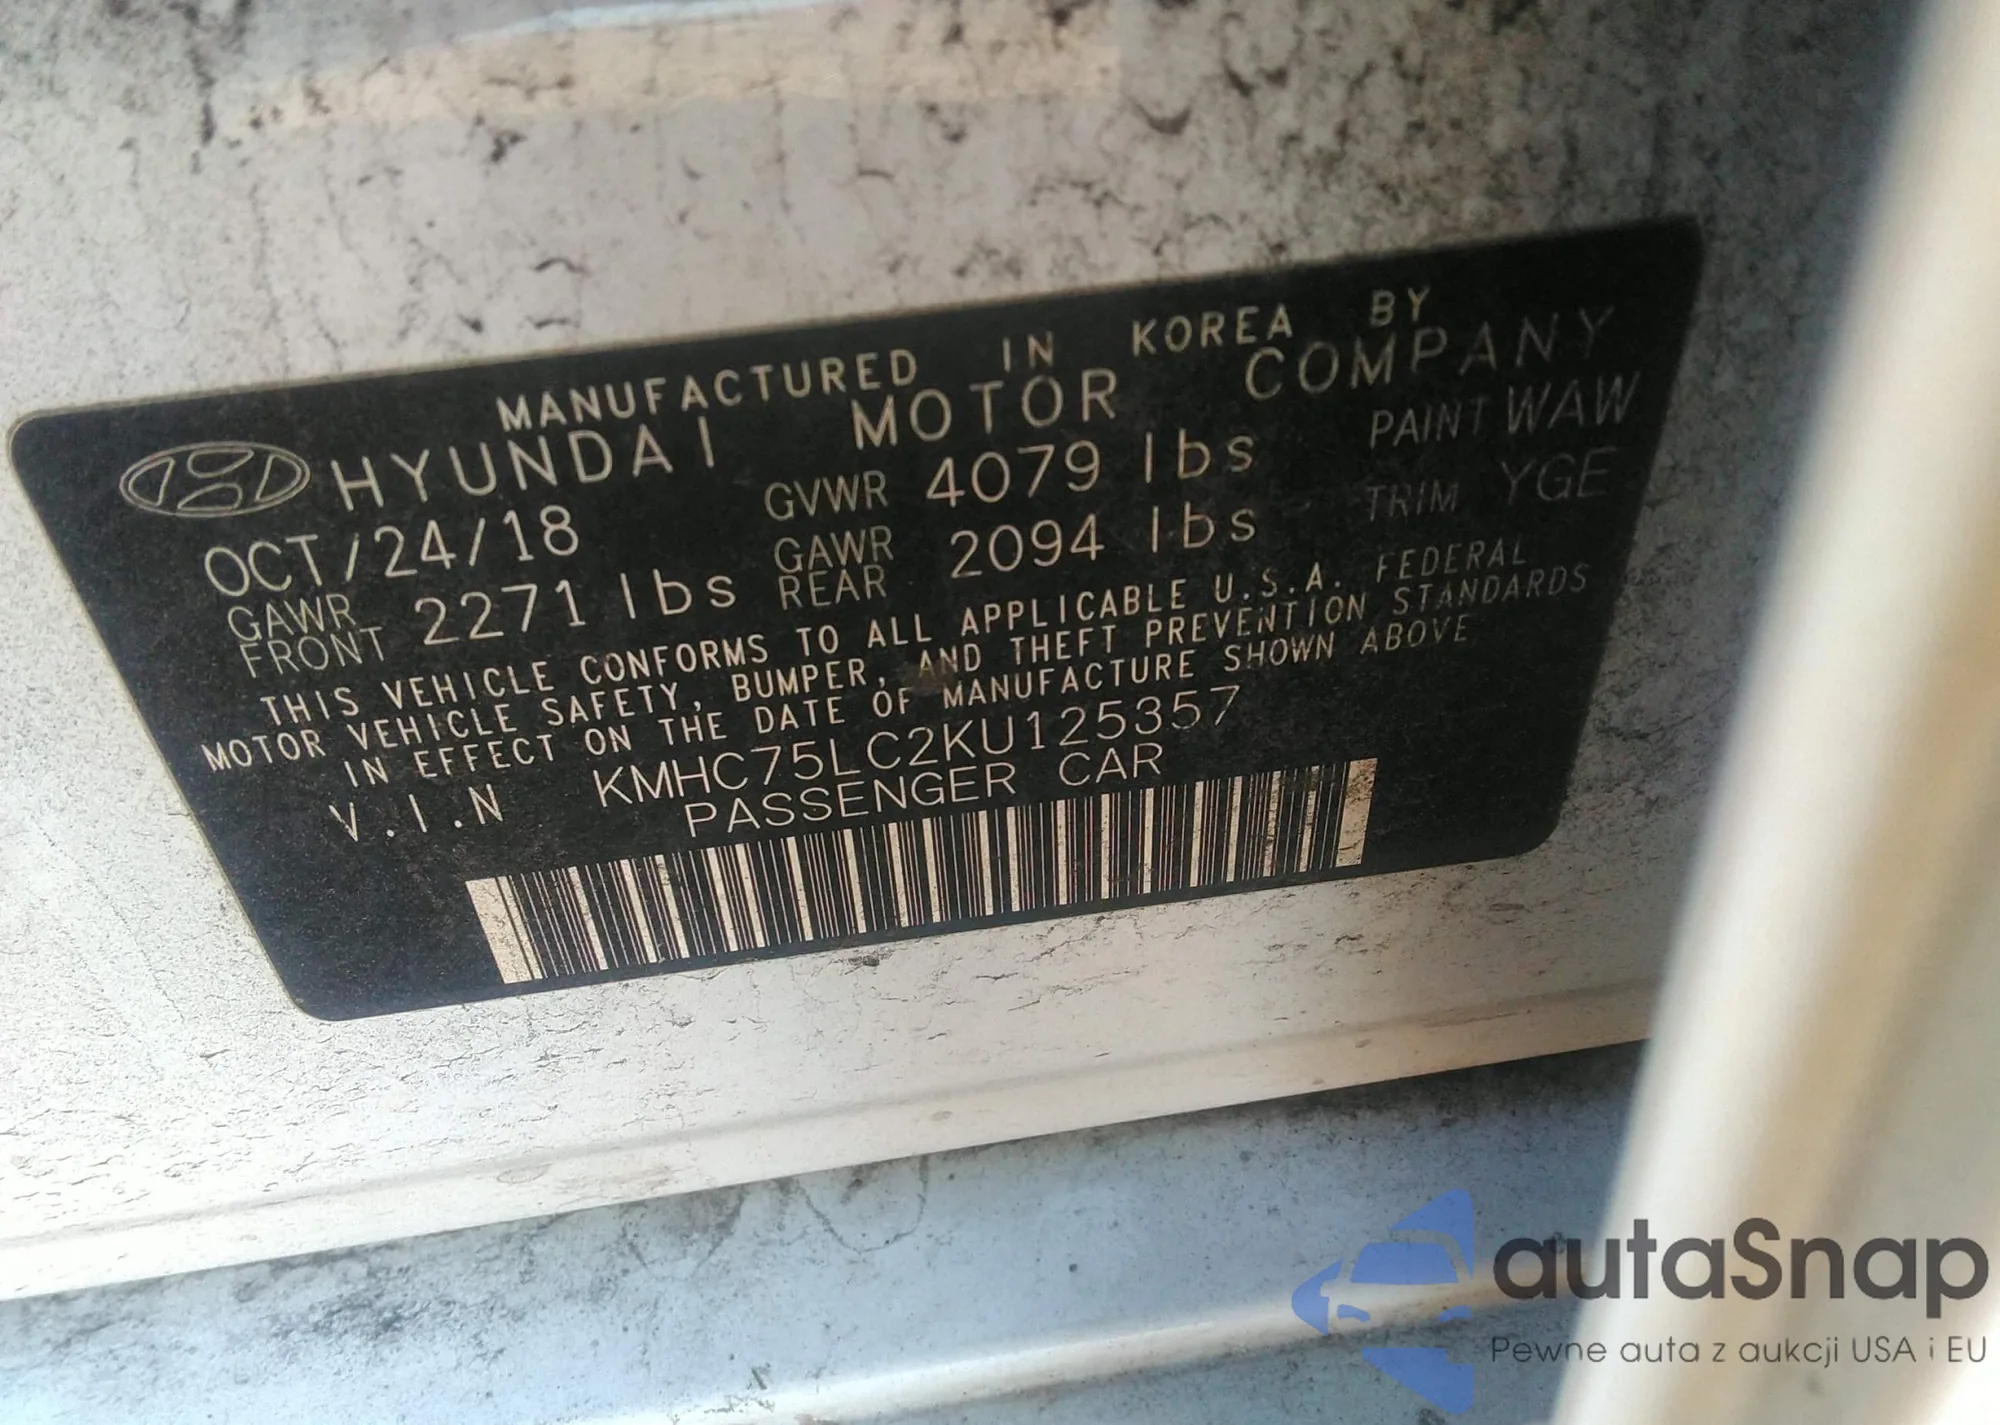 MANUFACTURED IN KOREA BY
HYUNDAI MOTOR COMPANY
OCT/24/18 GVWR 4079 lbs PAINT WAW
GAWR FRONT 2271 lbs GAWR REAR 2094 lbs TRIM YGE
THIS VEHICLE CONFORMS TO ALL APPLICABLE U.S.A. FEDERAL
MOTOR VEHICLE SAFETY, BUMPER, AND THEFT PREVENTION STANDARDS
IN EFFECT ON THE DATE OF MANUFACTURE SHOWN ABOVE
V.I.N KMHC75LC2KU125357
PASSENGER CAR
autaSnap
Pewne auta z aukcji USA i EU